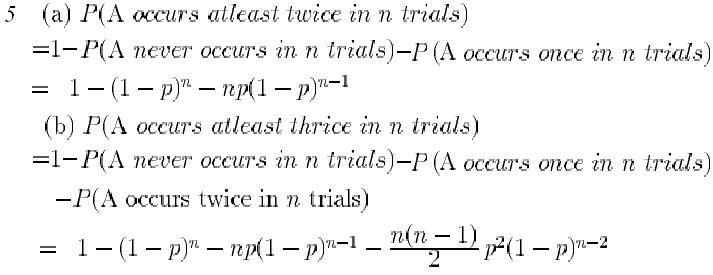 5 (a) P(A occurs atleast twice in n trials)
=1−P(A never occurs in n trials)−P(A occurs once in n trials)
= 1 − (1 − p)^n − np(1 − p)^{n−1}
(b) P(A occurs atleast thrice in n trials)
=1−P(A never occurs in n trials)−P(A occurs once in n trials)
−P(A occurs twice in n trials)
= 1 − (1 − p)^n − np(1 − p)^{n−1} − \frac{n(n − 1)}{2} p^2(1 − p)^{n−2}